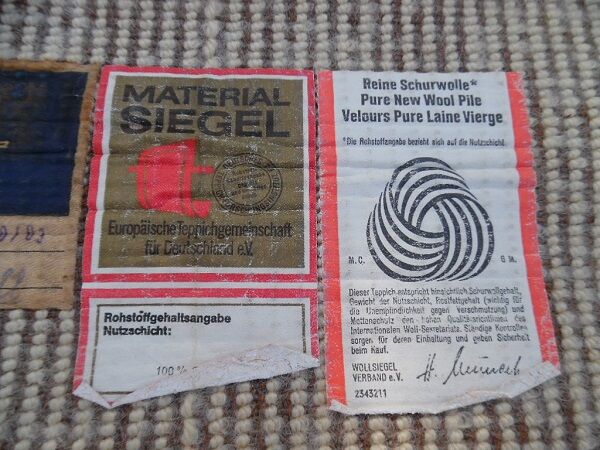 MATERIAL
SIEGEL
Europäische Teppichgemeinschaft
für Deutschland e.V.
Rohstoffgehaltsangabe
Nutzschicht:
100 %
Reine Schurwolle*
Pure New Wool Pile
Velours Pure Laine Vierge
*Die Rohstoffangabe bezieht sich auf die Nutzschicht.
M.C.
Dieser Teppich entspricht hinsichtlich Schurwollgehalt,
Gewicht der Nutzschicht, Restfettgehalt (wichtig für
die Unempfindlichkeit gegen Verschmutzung) und
Mottenschutz den hohen Qualitätsrichtlinien des
Internationalen Woll-Sekretariats. Ständige Kontrollen
sorgen für deren Einhaltung und geben Sicherheit
beim Kauf.
WOLLSIEGEL
VERBAND e.V.
2343211